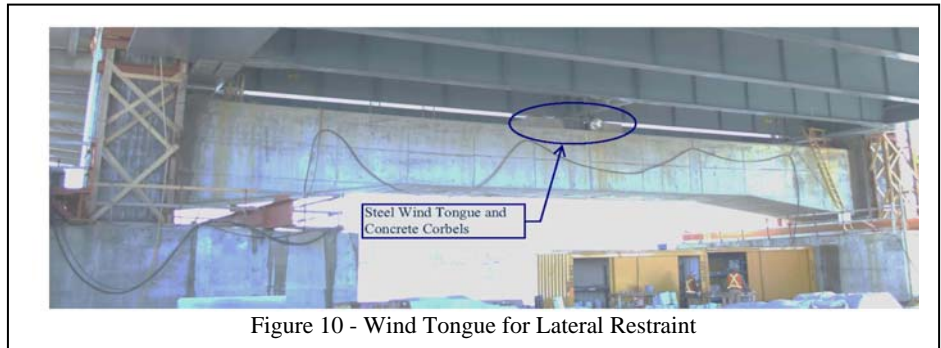 Steel Wind Tongue and
Concrete Corbels
Figure 10 - Wind Tongue for Lateral Restraint